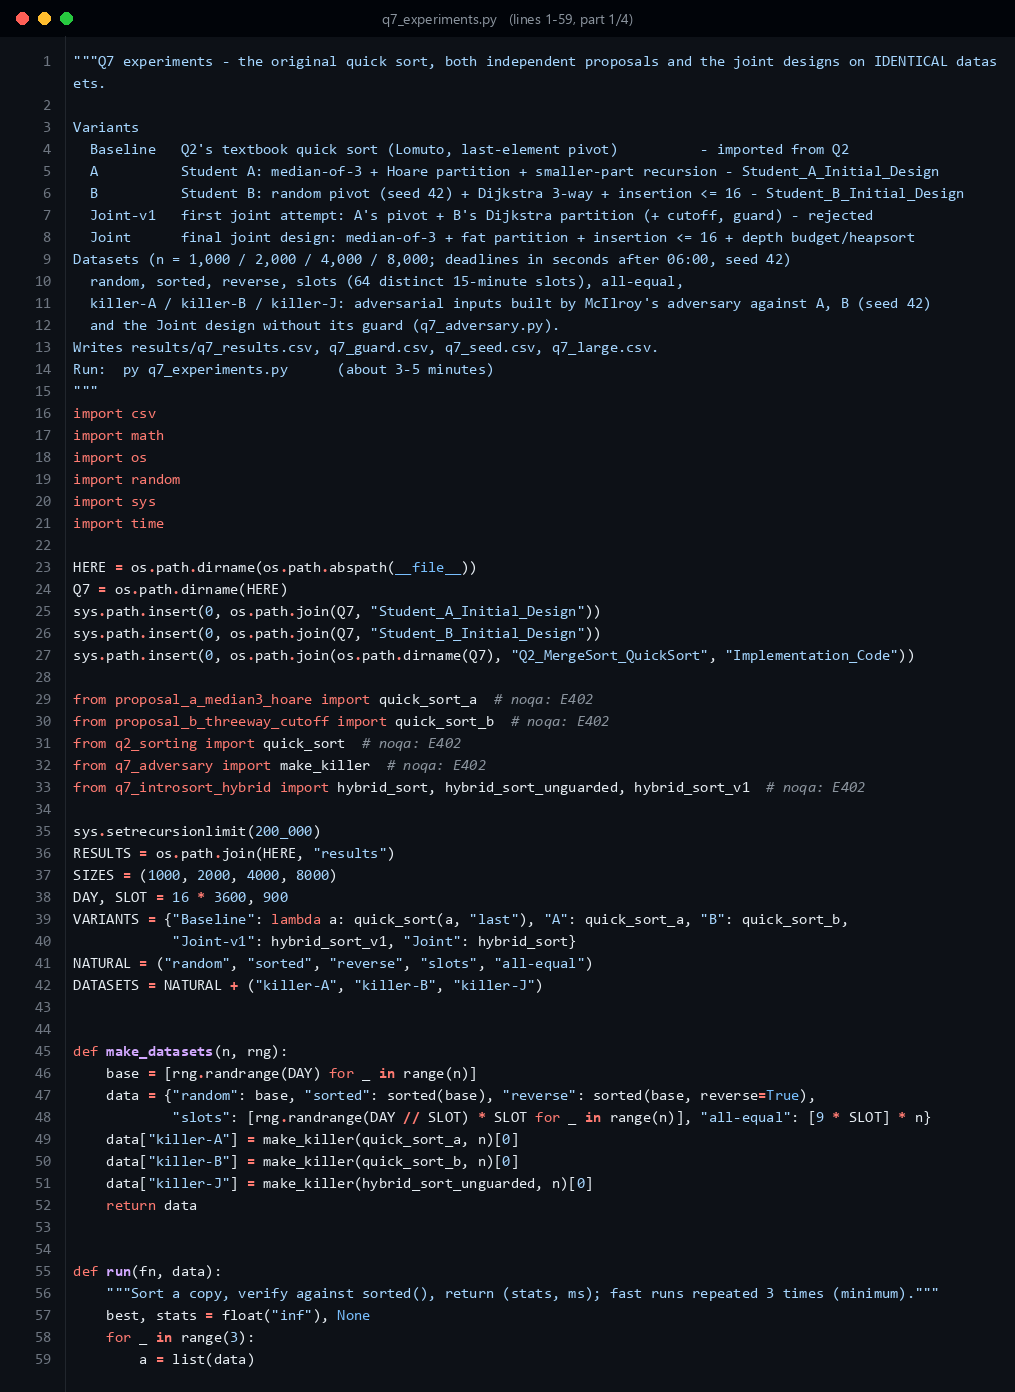 q7_experiments.py   (lines 1-59, part 1/4)
1 """Q7 experiments - the original quick sort, both independent proposals and the joint designs on IDENTICAL datas
ets.
2
3 Variants
4   Baseline   Q2's textbook quick sort (Lomuto, last-element pivot)          - imported from Q2
5   A          Student A: median-of-3 + Hoare partition + smaller-part recursion - Student_A_Initial_Design
6   B          Student B: random pivot (seed 42) + Dijkstra 3-way + insertion <= 16 - Student_B_Initial_Design
7   Joint-v1   first joint attempt: A's pivot + B's Dijkstra partition (+ cutoff, guard) - rejected
8   Joint      final joint design: median-of-3 + fat partition + insertion <= 16 + depth budget/heapsort
9 Datasets (n = 1,000 / 2,000 / 4,000 / 8,000; deadlines in seconds after 06:00, seed 42)
10   random, sorted, reverse, slots (64 distinct 15-minute slots), all-equal,
11   killer-A / killer-B / killer-J: adversarial inputs built by McIlroy's adversary against A, B (seed 42)
12   and the Joint design without its guard (q7_adversary.py).
13 Writes results/q7_results.csv, q7_guard.csv, q7_seed.csv, q7_large.csv.
14 Run:  py q7_experiments.py      (about 3-5 minutes)
15 """
16 import csv
17 import math
18 import os
19 import random
20 import sys
21 import time
22
23 HERE = os.path.dirname(os.path.abspath(__file__))
24 Q7 = os.path.dirname(HERE)
25 sys.path.insert(0, os.path.join(Q7, "Student_A_Initial_Design"))
26 sys.path.insert(0, os.path.join(Q7, "Student_B_Initial_Design"))
27 sys.path.insert(0, os.path.join(os.path.dirname(Q7), "Q2_MergeSort_QuickSort", "Implementation_Code"))
28
29 from proposal_a_median3_hoare import quick_sort_a  # noqa: E402
30 from proposal_b_threeway_cutoff import quick_sort_b  # noqa: E402
31 from q2_sorting import quick_sort  # noqa: E402
32 from q7_adversary import make_killer  # noqa: E402
33 from q7_introsort_hybrid import hybrid_sort, hybrid_sort_unguarded, hybrid_sort_v1  # noqa: E402
34
35 sys.setrecursionlimit(200_000)
36 RESULTS = os.path.join(HERE, "results")
37 SIZES = (1000, 2000, 4000, 8000)
38 DAY, SLOT = 16 * 3600, 900
39 VARIANTS = {"Baseline": lambda a: quick_sort(a, "last"), "A": quick_sort_a, "B": quick_sort_b,
40             "Joint-v1": hybrid_sort_v1, "Joint": hybrid_sort}
41 NATURAL = ("random", "sorted", "reverse", "slots", "all-equal")
42 DATASETS = NATURAL + ("killer-A", "killer-B", "killer-J")
43
44
45 def make_datasets(n, rng):
46     base = [rng.randrange(DAY) for _ in range(n)]
47     data = {"random": base, "sorted": sorted(base), "reverse": sorted(base, reverse=True),
48             "slots": [rng.randrange(DAY // SLOT) * SLOT for _ in range(n)], "all-equal": [9 * SLOT] * n}
49     data["killer-A"] = make_killer(quick_sort_a, n)[0]
50     data["killer-B"] = make_killer(quick_sort_b, n)[0]
51     data["killer-J"] = make_killer(hybrid_sort_unguarded, n)[0]
52     return data
53
54
55 def run(fn, data):
56     """Sort a copy, verify against sorted(), return (stats, ms); fast runs repeated 3 times (minimum)."""
57     best, stats = float("inf"), None
58     for _ in range(3):
59         a = list(data)